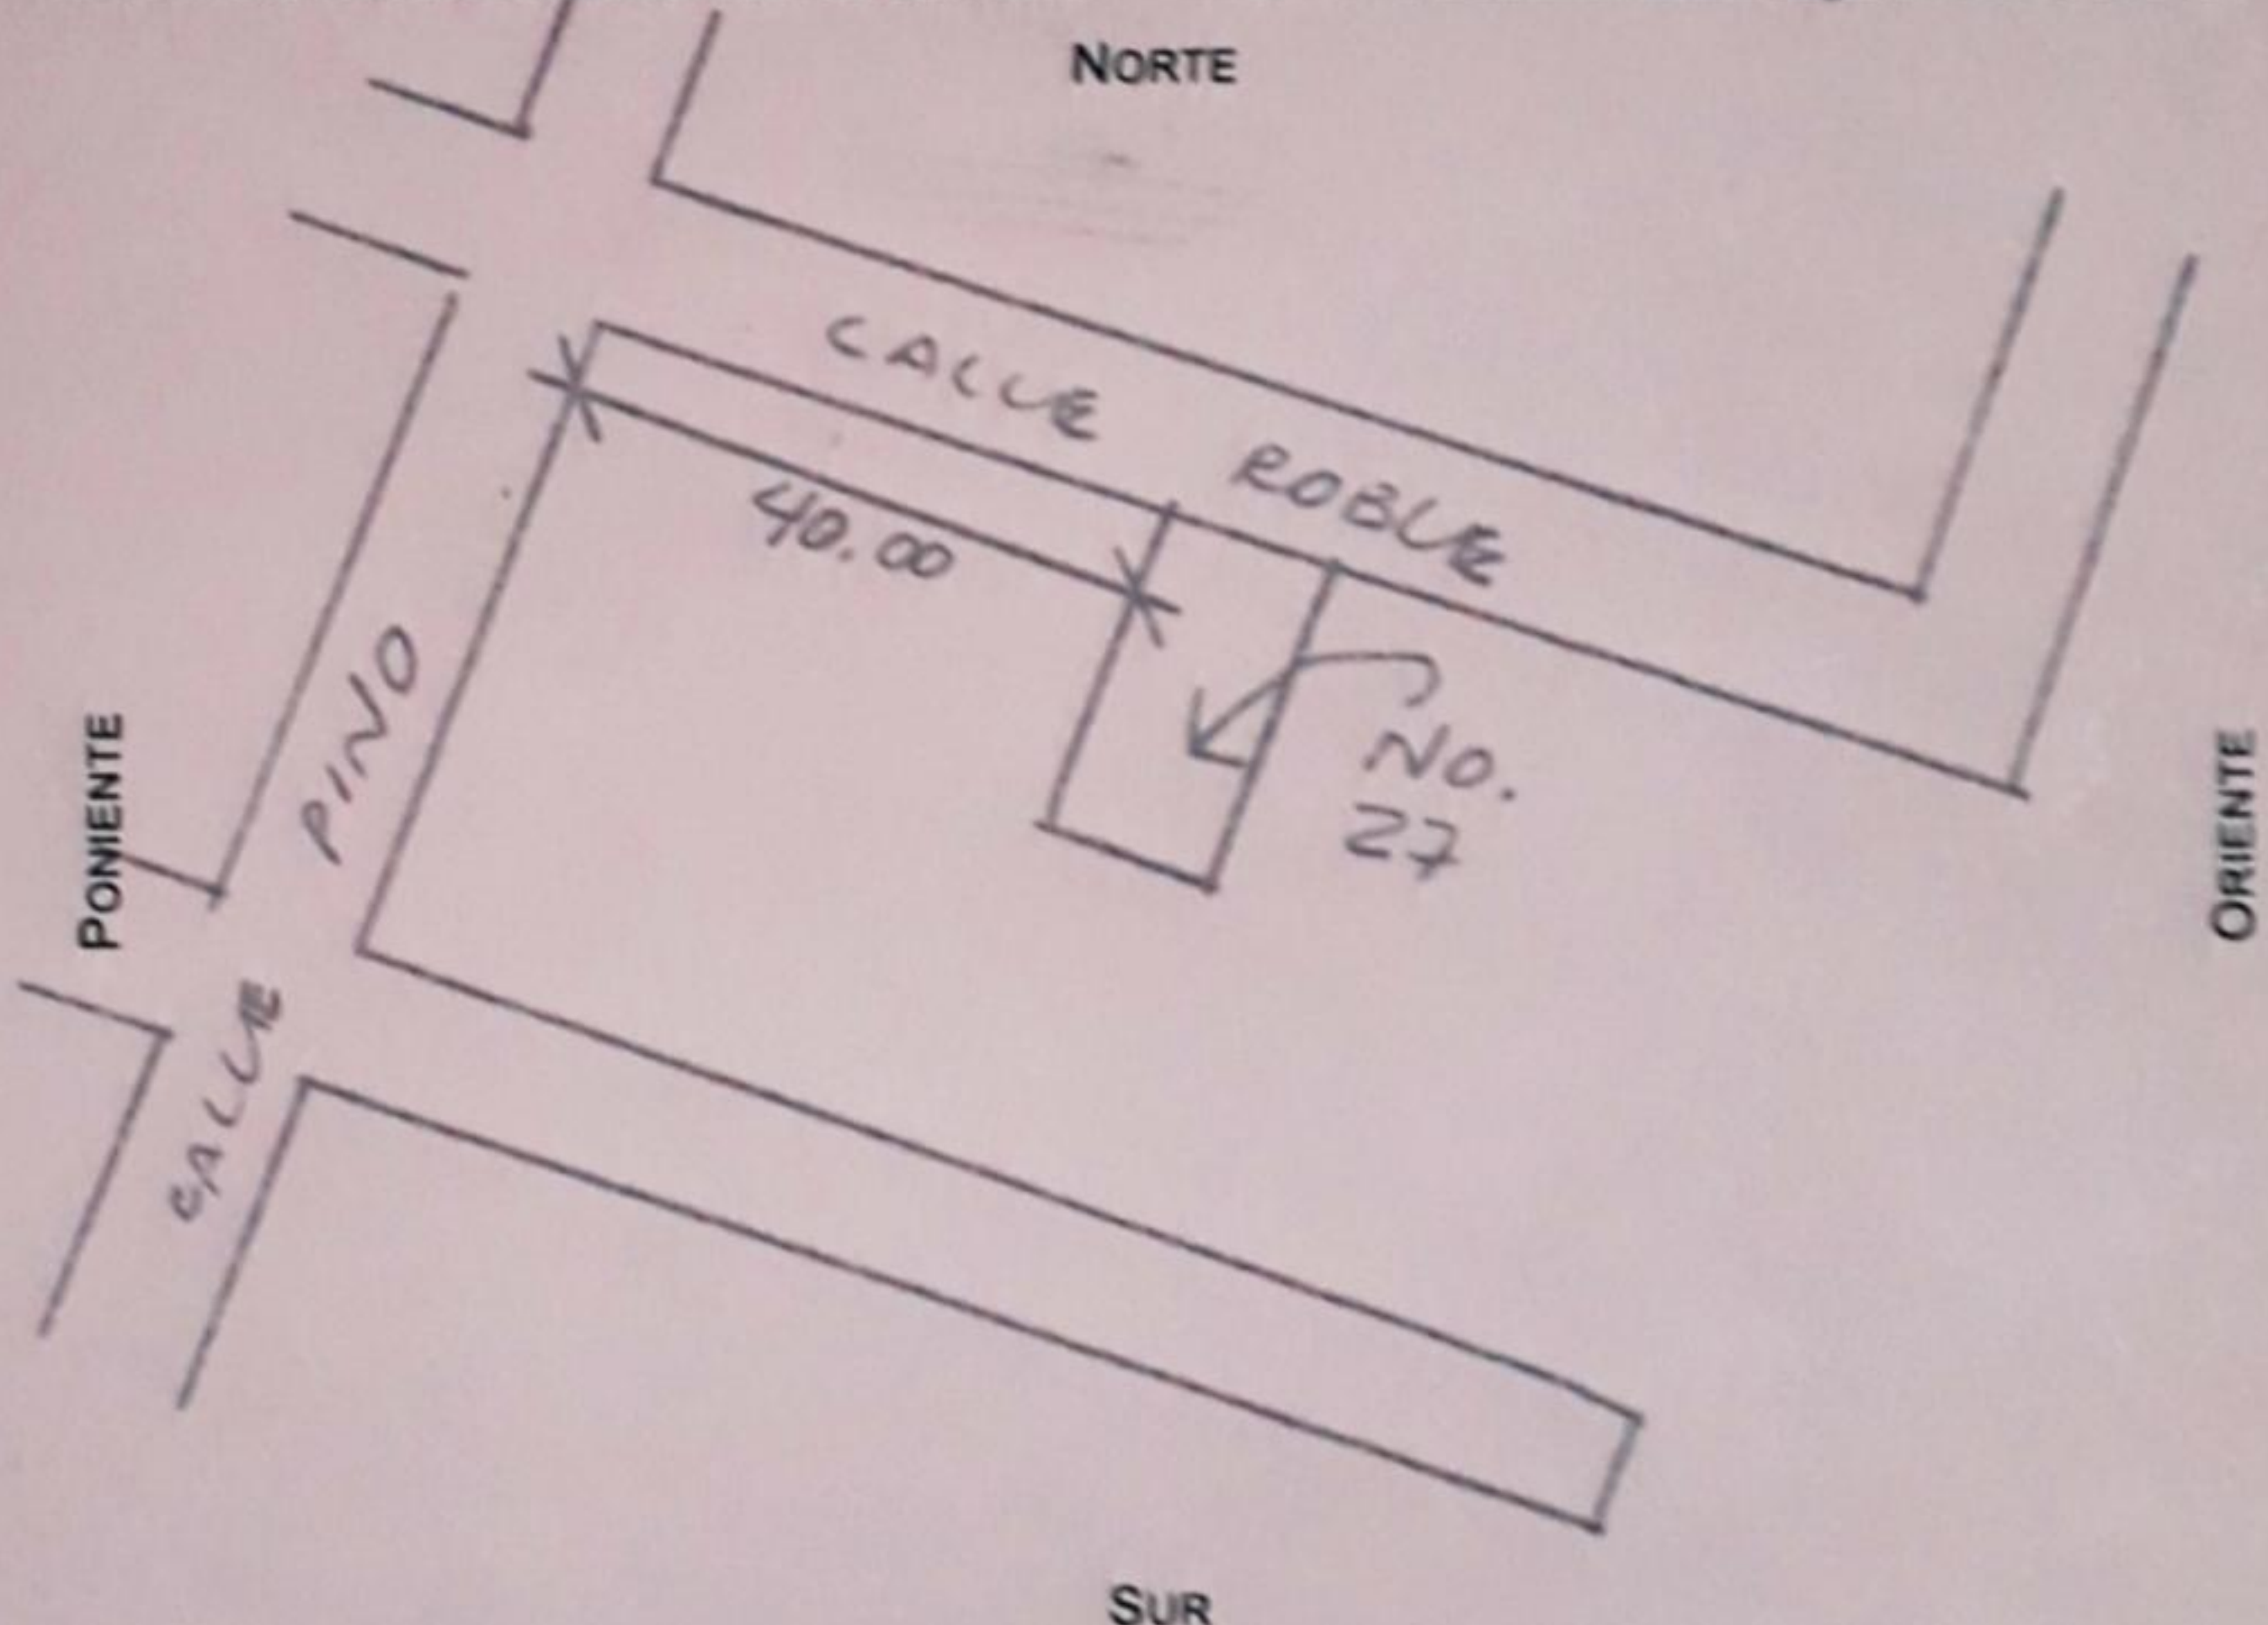 NORTE
CALLE ROBLE
40.00
NO.
27
CALLE PINO
PONIENTE
ORIENTE
SUR